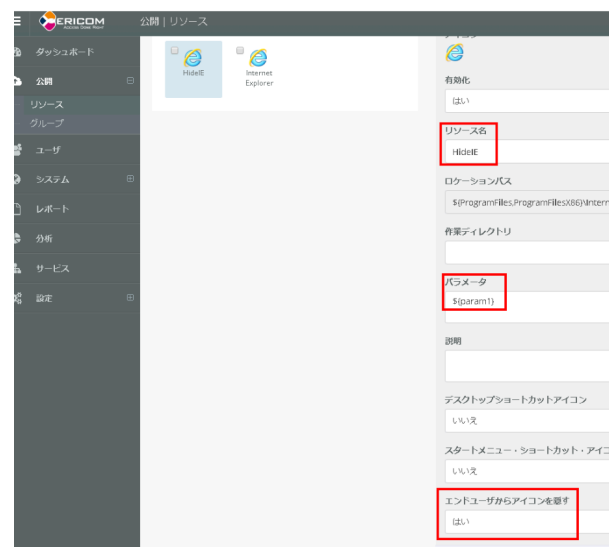 ERICOM
Access Done Right
公開 | リソース
ダッシュボード
公開
リソース
グループ
ユーザ
システム
レポート
分析
サービス
設定
HideIE
Internet
Explorer
有効化
はい
リソース名
HideIE
ロケーションパス
$(ProgramFiles,ProgramFilesX86)\Intern
作業ディレクトリ
パラメータ
$(param1)
説明
デスクトップショートカットアイコン
いいえ
スタートメニュー・ショートカット・アイコ
いいえ
エンドユーザからアイコンを隠す
はい